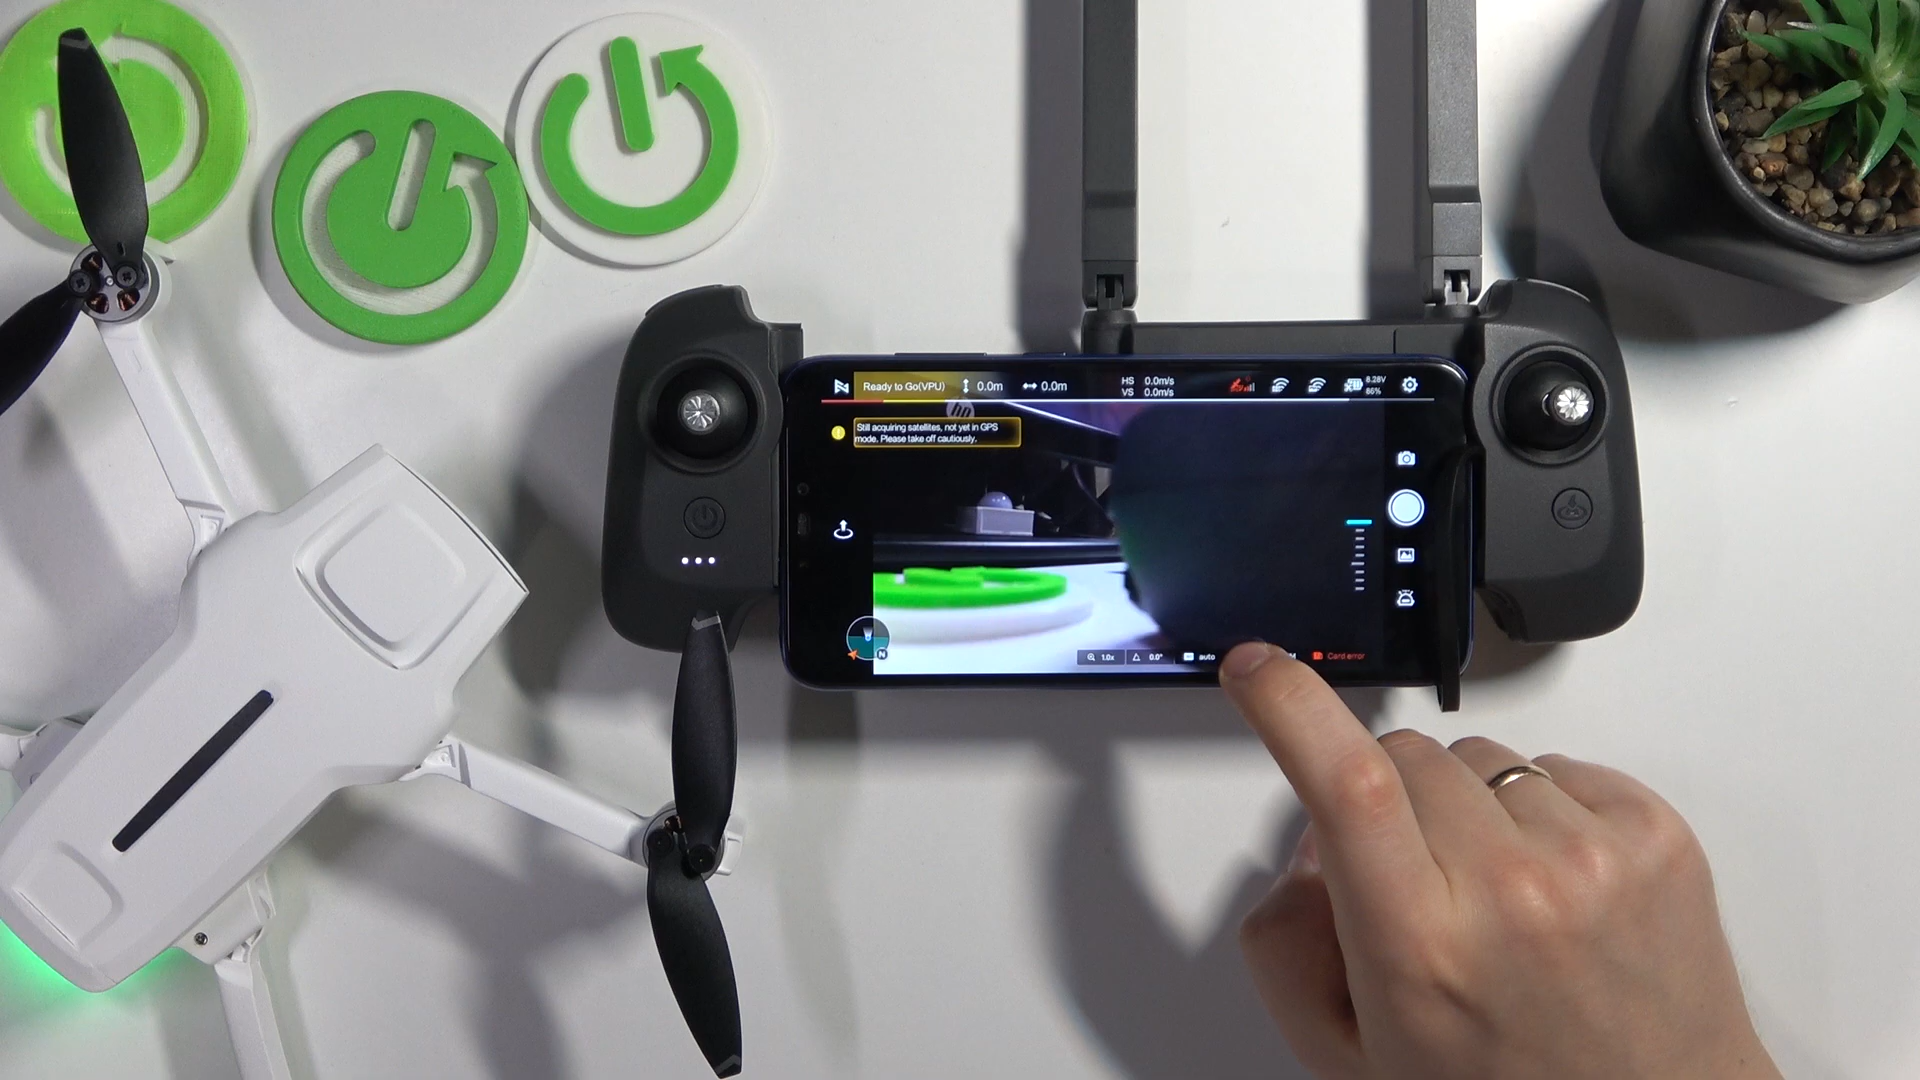 Ready to Go(VPU) 0.0m 0.0m
HS 0.0m/s
VS 0.0m/s
8.28V
86%
hp
Still acquiring satellites, not yet in GPS
mode. Please take off cautiously.
N
1.0x 0.0° auto Card error